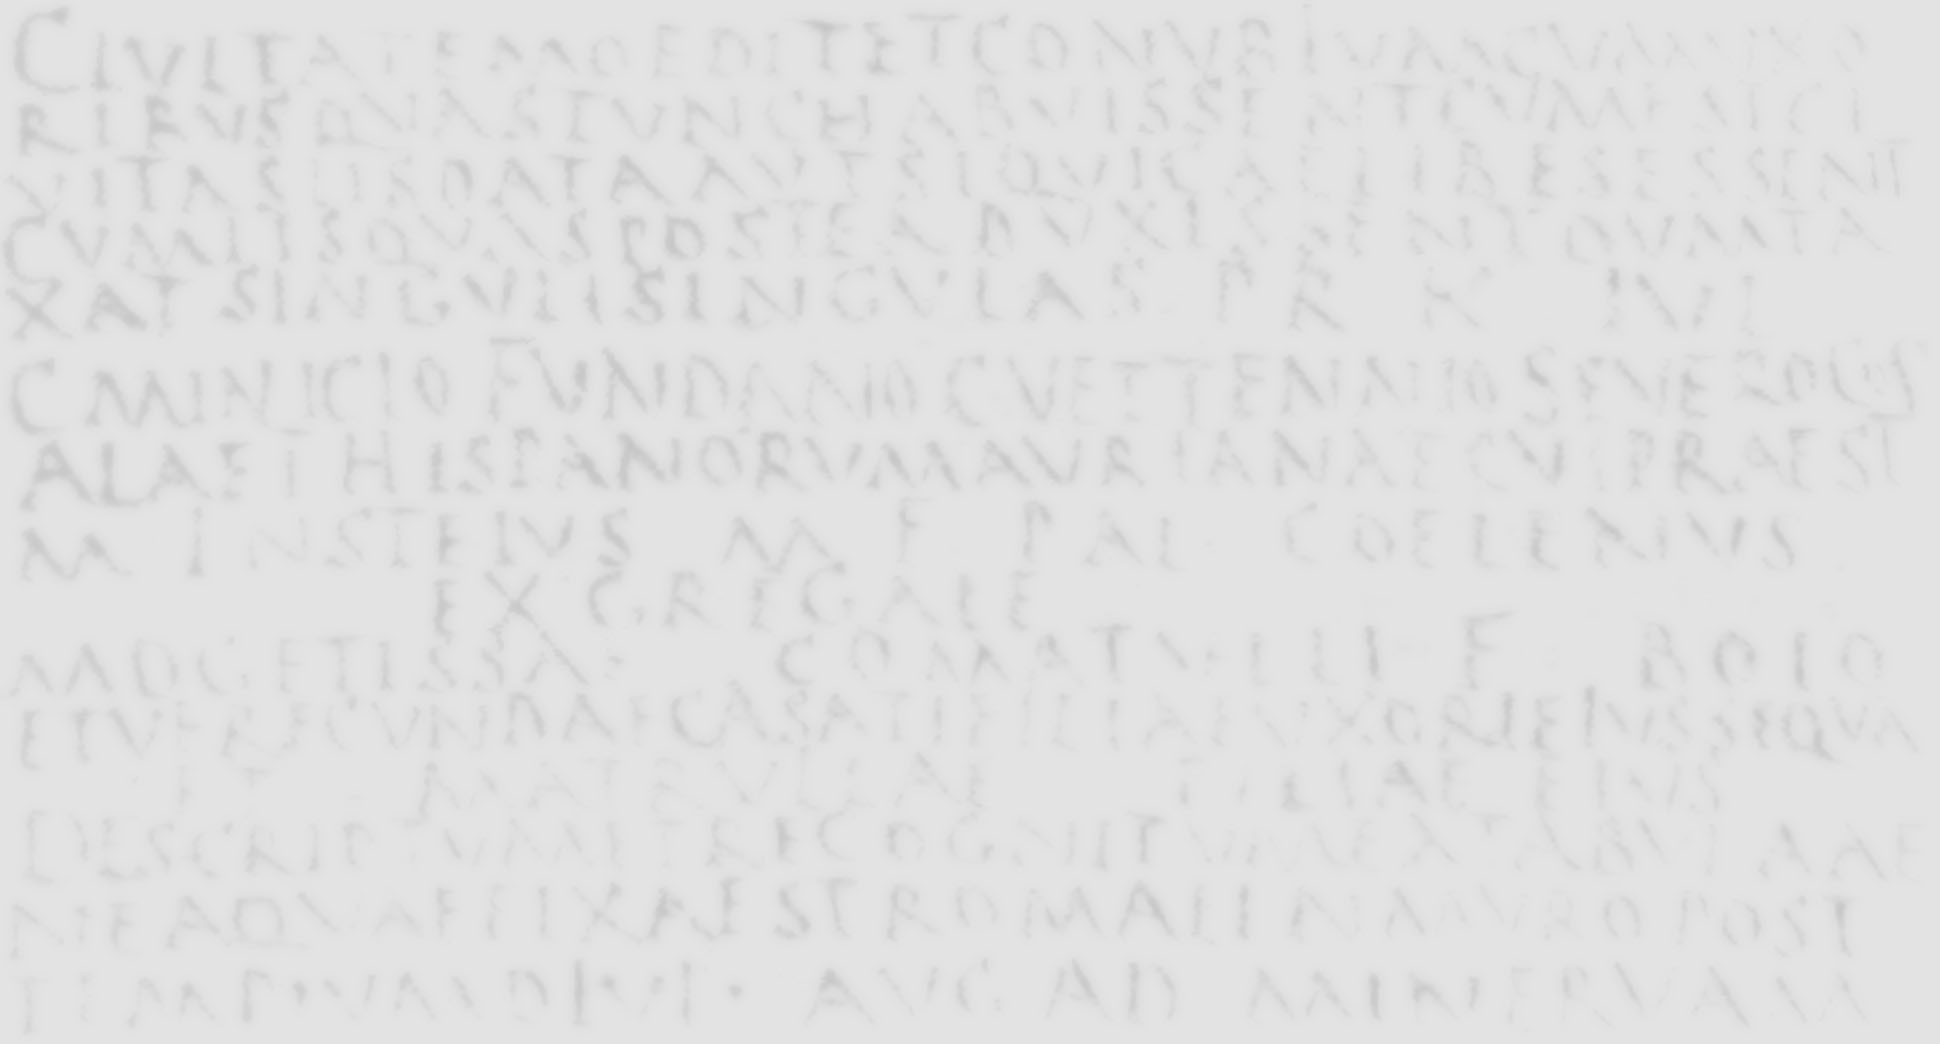 CIVITATEM DEDIT ET CONVBIVM CVM VXO
RIBVS QVAS TVNC HABVISSENT CVM EST CI
VITAS IIS DATA AVT SI QVI CAELIBES ESSENT
CVM IIS QVAS POSTEA DVXISSENT DVMTA
XAT SINGVLI SINGVLAS P R K IVL
C MINICIO FUNDANO C VETTENNIO SEVERO COS
ALAE I HISPANORVM AVRIANAE CVI PRAEST
M INSTEIVS M F PAL COELENVS
EX GREGALE
MOGETISSAE COMATVLLI F BOIO
ET VERECVNDAE CASATI FILIAE VXORI EIVS SEQVA
ET MATRVLLAE FILIAE EIVS
DESCRIPTVM ET RECOGNITVM EX TABVLA AE
NEA QVAE FIXA EST ROMAE IN MVRO POST
TEMPLVM DIVI AVG AD MINERVAM